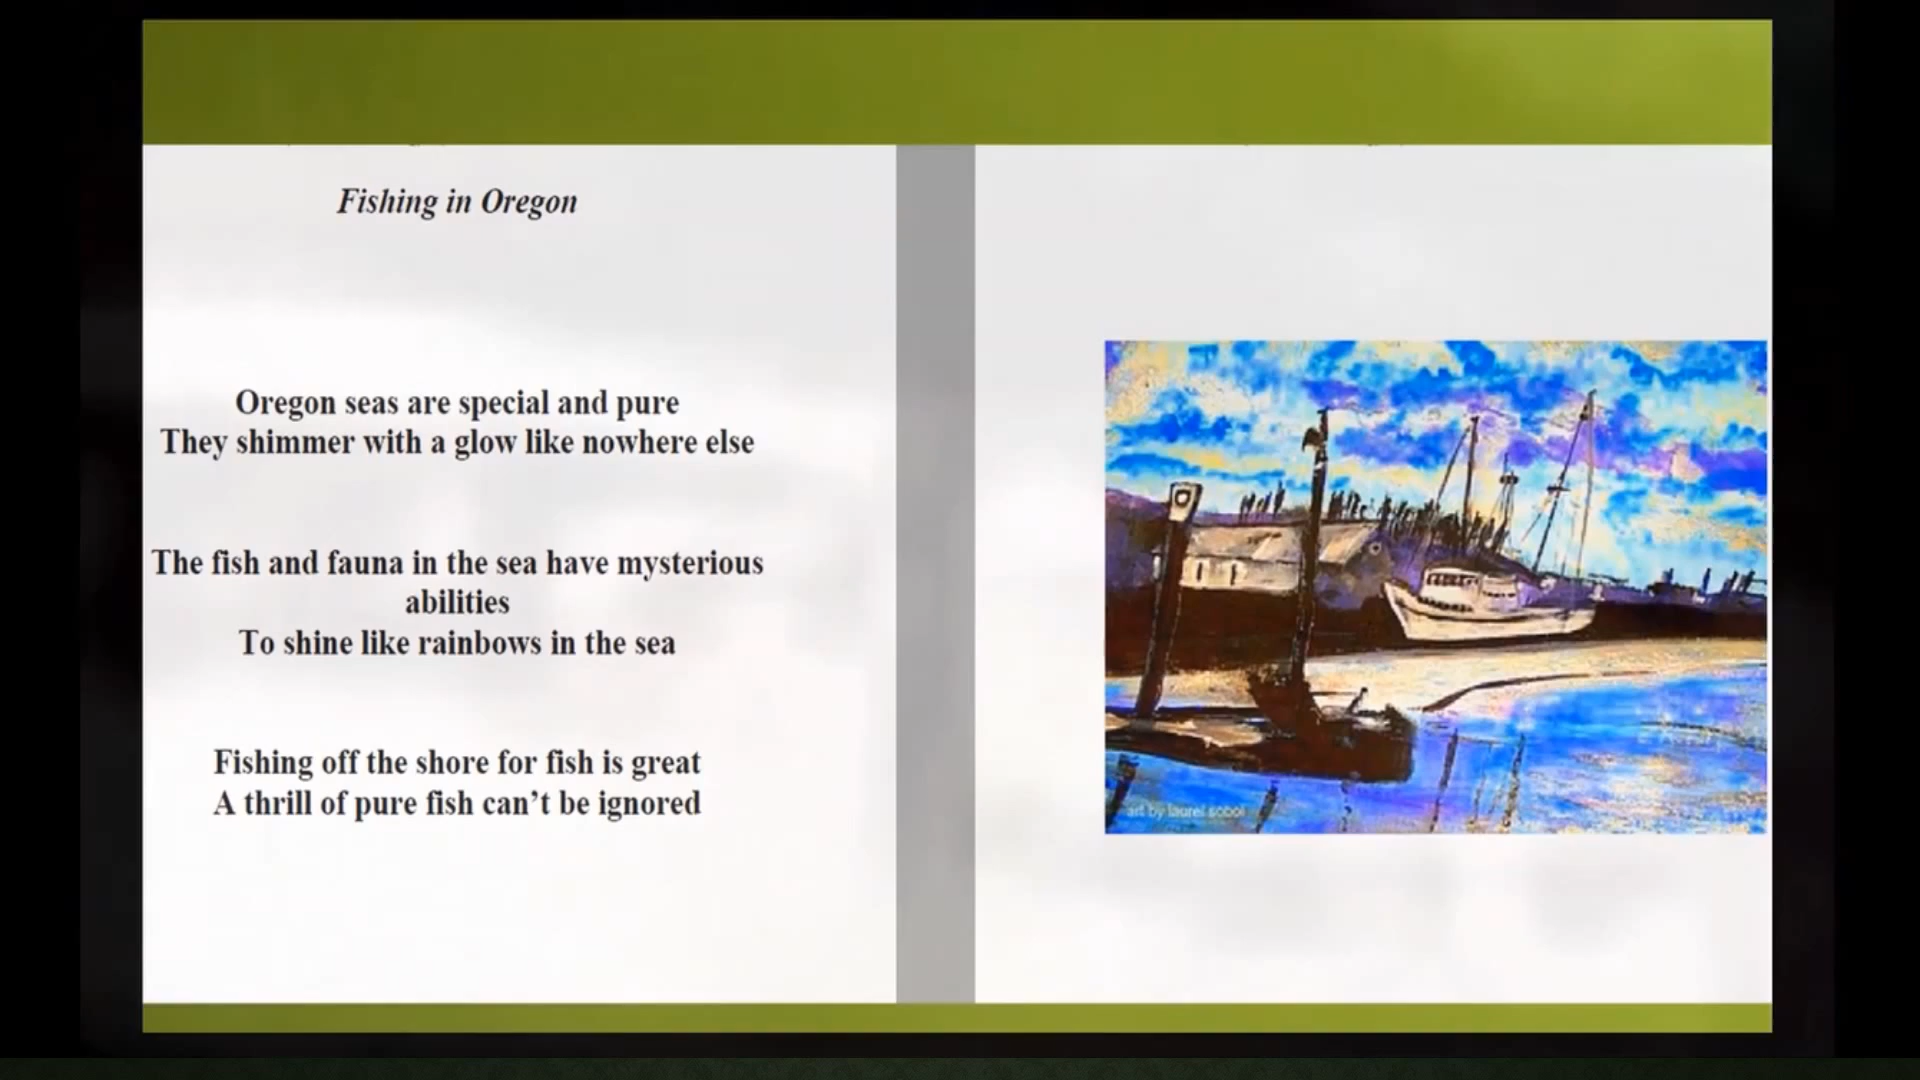 Fishing in Oregon
Oregon seas are special and pure
They shimmer with a glow like nowhere else
The fish and fauna in the sea have mysterious
abilities
To shine like rainbows in the sea
Fishing off the shore for fish is great
A thrill of pure fish can’t be ignored
art by laurel sobol